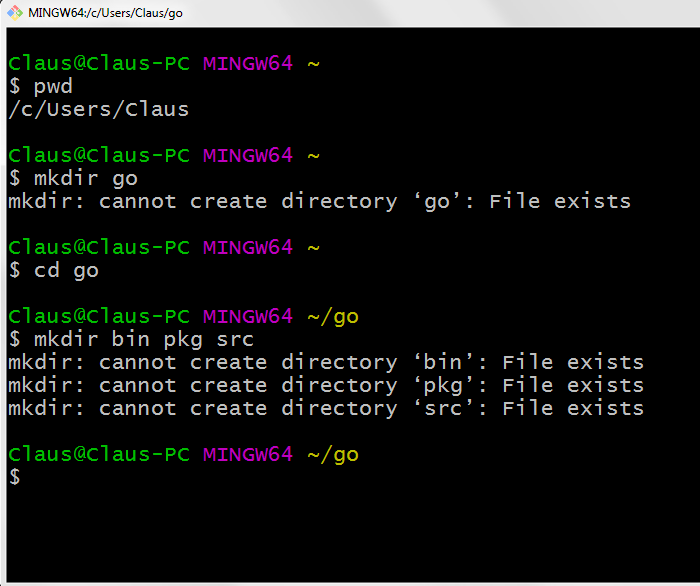 MINGW64:/c/Users/Claus/go
Claus@Claus-PC MINGW64 ~
$ pwd
/c/Users/Claus
Claus@Claus-PC MINGW64 ~
$ mkdir go
mkdir: cannot create directory ‘go’: File exists
Claus@Claus-PC MINGW64 ~
$ cd go
Claus@Claus-PC MINGW64 ~/go
$ mkdir bin pkg src
mkdir: cannot create directory ‘bin’: File exists
mkdir: cannot create directory ‘pkg’: File exists
mkdir: cannot create directory ‘src’: File exists
Claus@Claus-PC MINGW64 ~/go
$